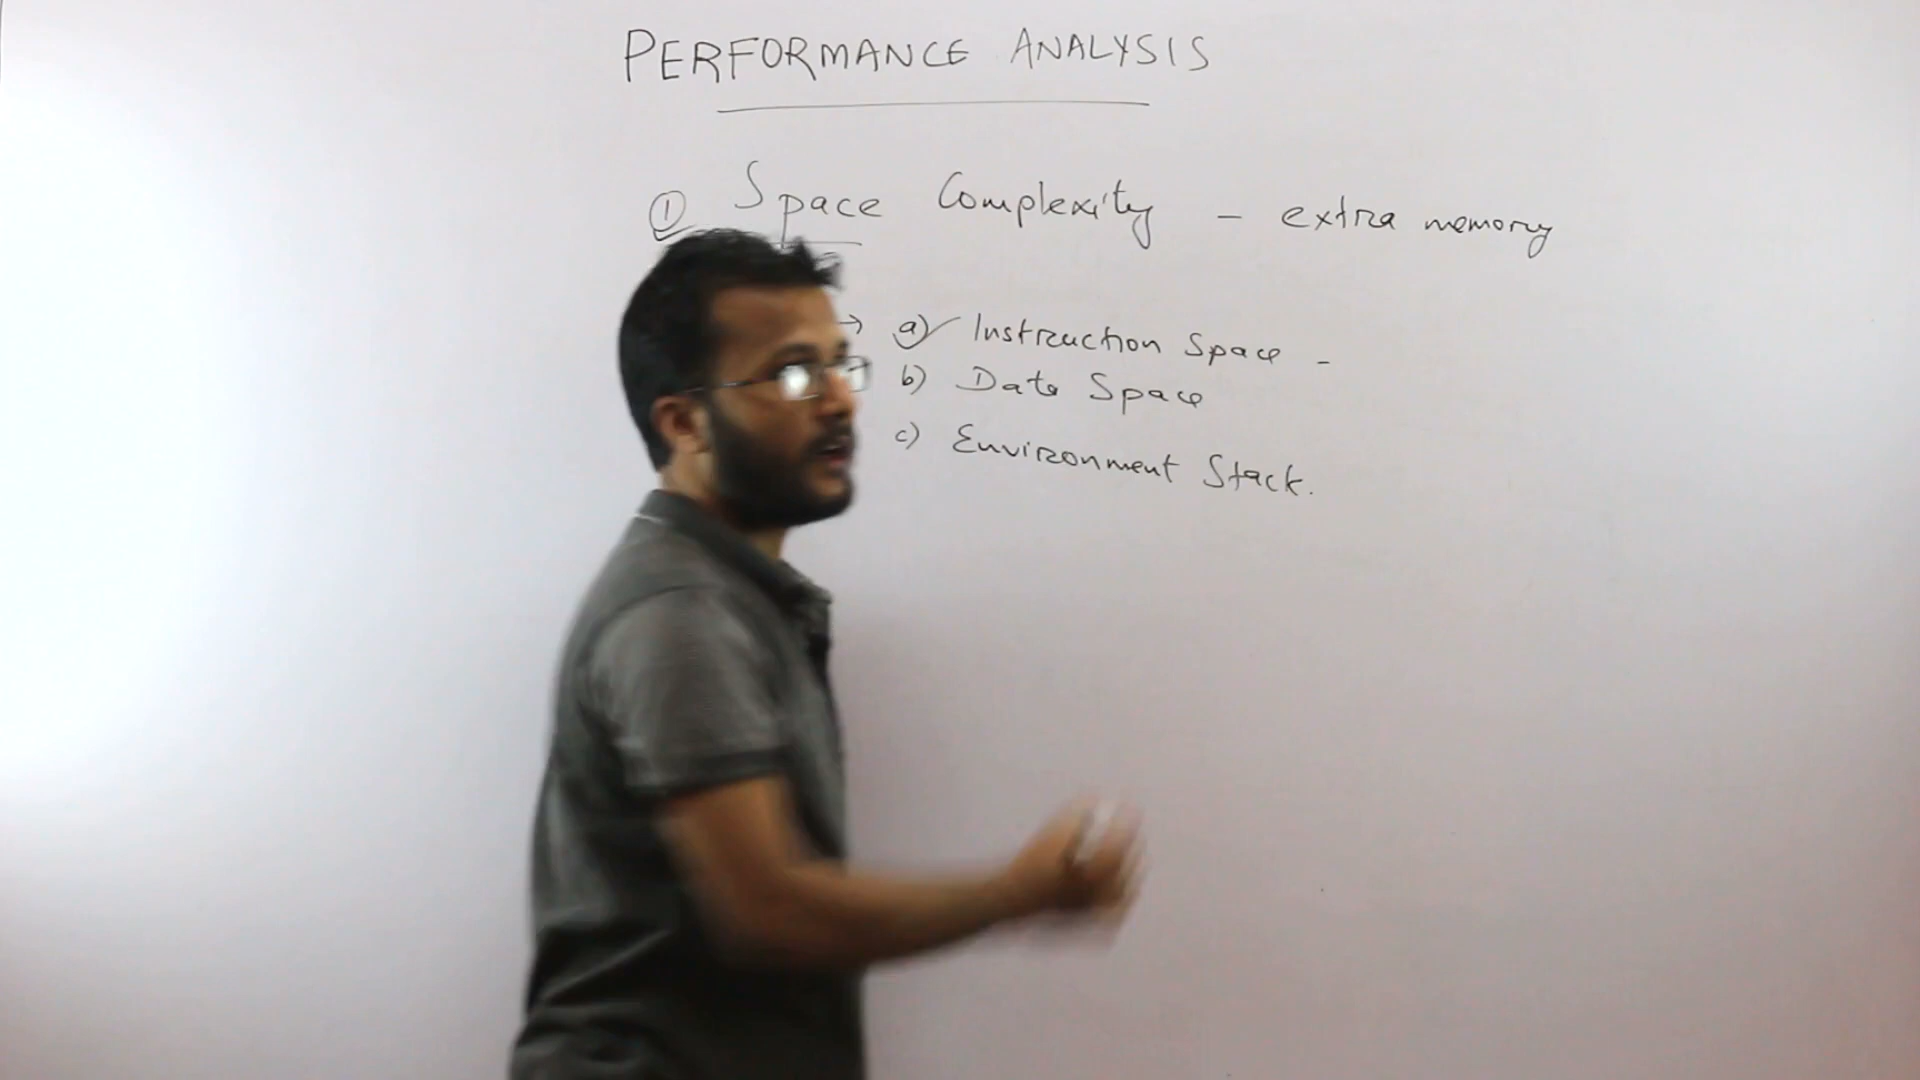 PERFORMANCE ANALYSIS
① Space Complexity - extra memory
→ a) Instruction Space -
b) Data Space
c) Environment Stack.